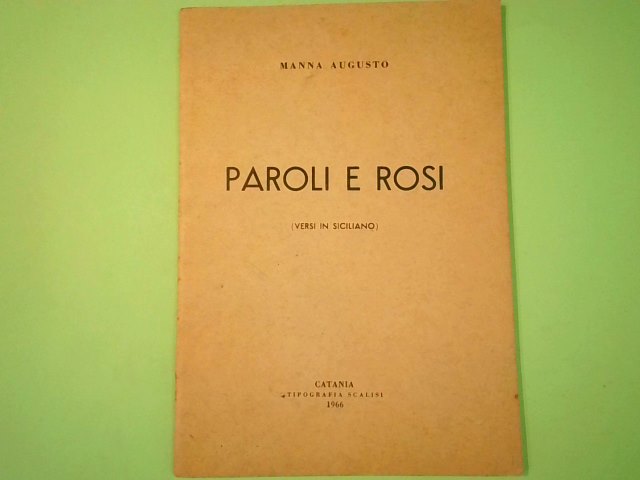 MANNA AUGUSTO
PAROLI E ROSI
(VERSI IN SICILIANO)
CATANIA
TIPOGRAFIA SCALISI
1966